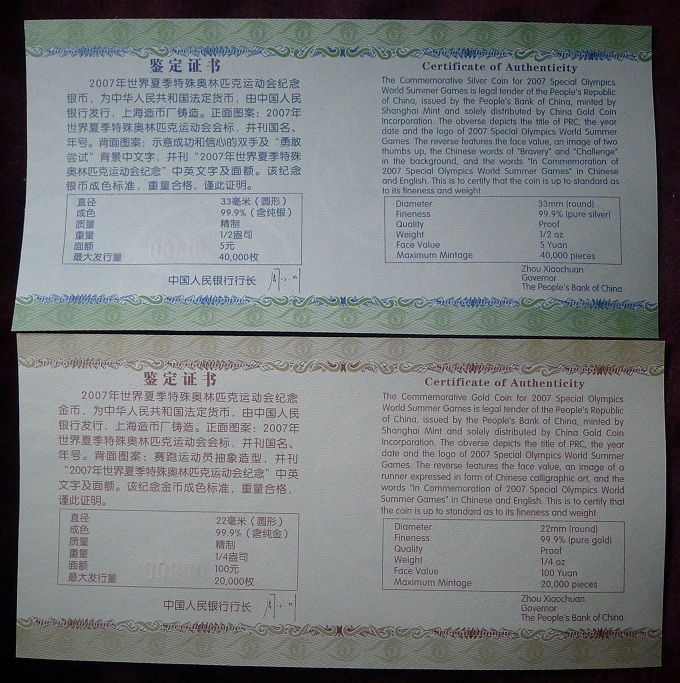 鉴定证书
2007年世界夏季特殊奥林匹克运动会纪念
银币，为中华人民共和国法定货币，由中国人民
银行发行，上海造币厂铸造。正面图案：2007年
世界夏季特殊奥林匹克运动会会标，井刊国名、
年号。背面图案：示意成功和信心的双手及“勇敢
尝试”背景中文字，并刊“2007年世界夏季特殊
奥林匹克运动会纪念”中英文字及面额。该纪念
银币成色标准，重量合格，谨此证明。
直径 33毫米（圆形）
成色 99.9%（含纯银）
质量 精制
重量 1/2盎司
面额 5元
最大发行量 40,000枚
中国人民银行行长
Certificate of Authenticity
The Commemorative Silver Coin for 2007 Special Olympics
World Summer Games is legal tender of the People's Republic
of China, issued by the People's Bank of China, minted by
Shanghai Mint and solely distributed by China Gold Coin
Incorporation. The obverse depicts the title of PRC, the year
date and the logo of 2007 Special Olympics World Summer
Games. The reverse features the face value, an image of two
thumbs up, the Chinese words of "Bravery" and "Challenge"
in the background, and the words "In Commemoration of
2007 Special Olympics World Summer Games" in Chinese
and English. This is to certify that the coin is up to standard as
to its fineness and weight.
Diameter 33mm (round)
Fineness 99.9% (pure silver)
Quality Proof
Weight 1/2 oz
Face Value 5 Yuan
Maximum Mintage 40,000 pieces
Zhou Xiaochuan
Governor
The People's Bank of China
鉴定证书
2007年世界夏季特殊奥林匹克运动会纪念
金币，为中华人民共和国法定货币，由中国人民
银行发行，上海造币厂铸造。正面图案：2007年
世界夏季特殊奥林匹克运动会会标，井刊国名、
年号。背面图案：赛跑运动员抽象造型，并刊
“2007年世界夏季特殊奥林匹克运动会纪念”中英
文字及面额。该纪念金币成色标准，重量合格，
谨此证明。
直径 22毫米（圆形）
成色 99.9%（含纯金）
质量 精制
重量 1/4盎司
面额 100元
最大发行量 20,000枚
中国人民银行行长
Certificate of Authenticity
The Commemorative Gold Coin for 2007 Special Olympics
World Summer Games is legal tender of the People's Republic
of China, issued by the People's Bank of China, minted by
Shanghai Mint and solely distributed by China Gold Coin
Incorporation. The obverse depicts the title of PRC, the year
date and the logo of 2007 Special Olympics World Summer
Games. The reverse features the face value, an image of a
runner expressed in farm of Chinese calligraphic art, and the
words "In Commemoration of 2007 Special Olympics World
Summer Games" in Chinese and English. This is to certify that
the coin is up to standard as to its fineness and weight.
Diameter 22mm (round)
Fineness 99.9% (pure gold)
Quality Proof
Weight 1/4 oz
Face Value 100 Yuan
Maximum Mintage 20,000 pieces
Zhou Xiaochuan
Governor
The People's Bank of China